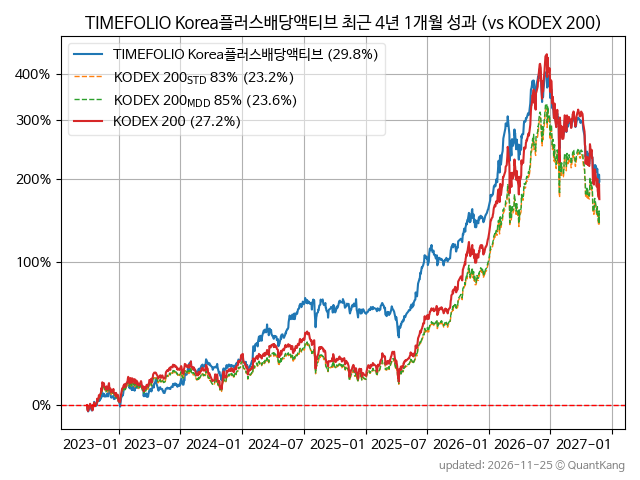 TIMEFOLIO Korea플러스배당액티브 최근 4년 1개월 성과 (vs KODEX 200)
TIMEFOLIO Korea플러스배당액티브 (29.8%)
KODEX 200STD 83% (23.2%)
KODEX 200MDD 85% (23.6%)
KODEX 200 (27.2%)
400%
300%
200%
100%
0%
2023-01 2023-07 2024-01 2024-07 2025-01 2025-07 2026-01 2026-07 2027-01
updated: 2026-11-25 © QuantKang